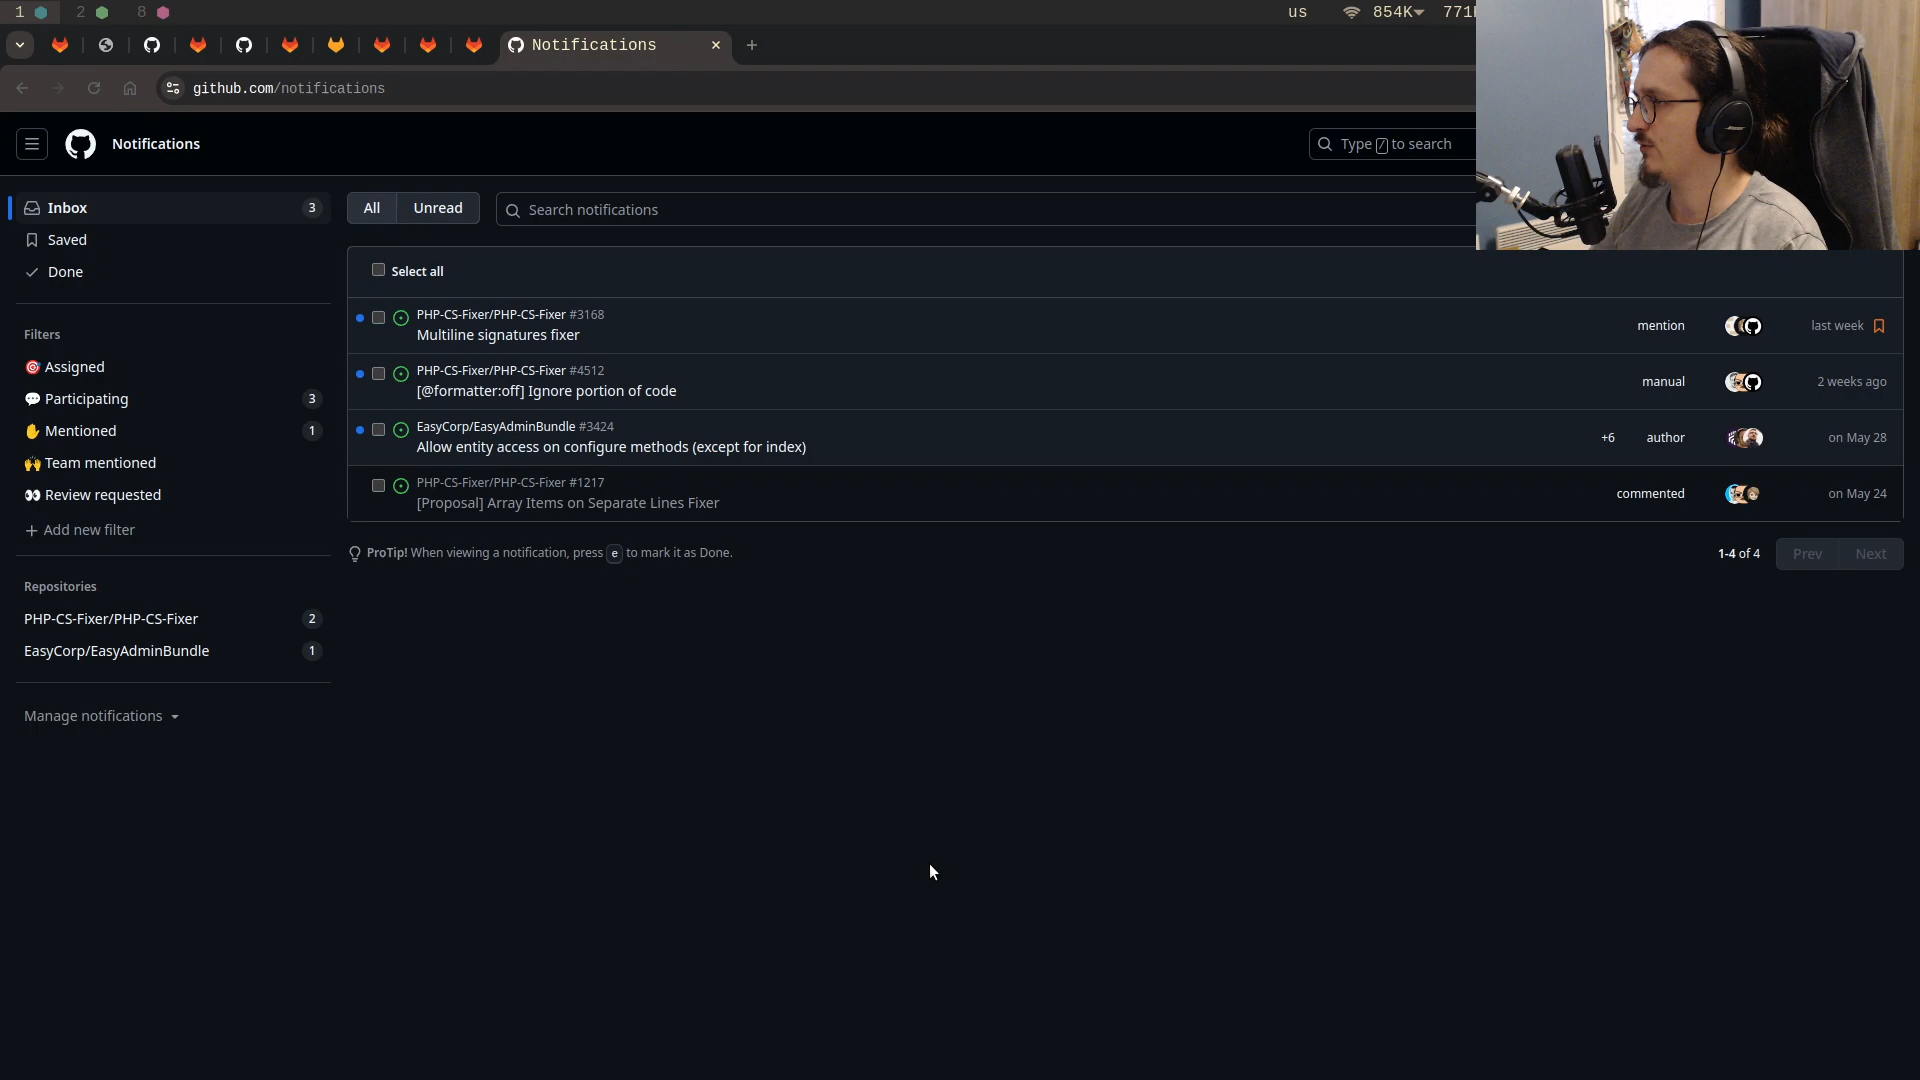 1 2 8 us 854K 771
Notifications
github.com/notifications
Notifications
Type / to search
Inbox 3
Saved
Done
All Unread Search notifications
Select all
Filters
Assigned
Participating 3
Mentioned 1
Team mentioned
Review requested
Add new filter
Repositories
PHP-CS-Fixer/PHP-CS-Fixer 2
EasyCorp/EasyAdminBundle 1
Manage notifications
PHP-CS-Fixer/PHP-CS-Fixer #3168
Multiline signatures fixer
mention last week
PHP-CS-Fixer/PHP-CS-Fixer #4512
[@formatter:off] Ignore portion of code
manual 2 weeks ago
EasyCorp/EasyAdminBundle #3424
Allow entity access on configure methods (except for index)
+6 author on May 28
PHP-CS-Fixer/PHP-CS-Fixer #1217
[Proposal] Array Items on Separate Lines Fixer
commented on May 24
ProTip! When viewing a notification, press e to mark it as Done.
1-4 of 4 Prev Next